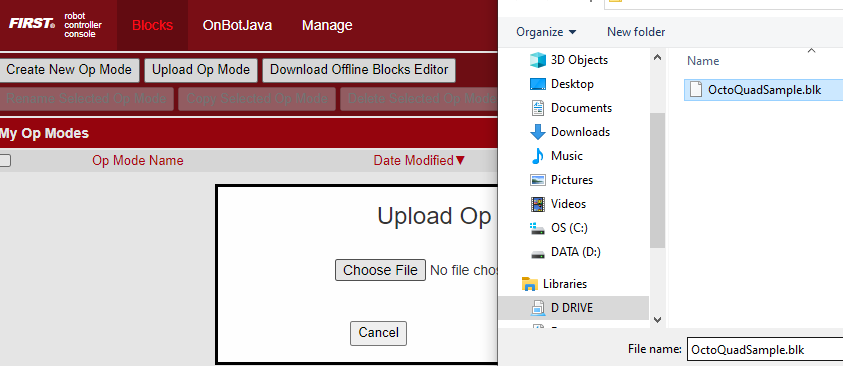 FIRST® robot controller console
Blocks
OnBotJava
Manage
Create New Op Mode
Upload Op Mode
Download Offline Blocks Editor
Rename Selected Op Mode
Copy Selected Op Mode
Delete Selected Op Mode
My Op Modes
Op Mode Name
Date Modified▼
Upload Op
Choose File
No file chos
Cancel
Organize
New folder
3D Objects
Desktop
Documents
Downloads
Music
Pictures
Videos
OS (C:)
DATA (D:)
Libraries
D DRIVE
Name
OctoQuadSample.blk
File name:
OctoQuadSample.blk